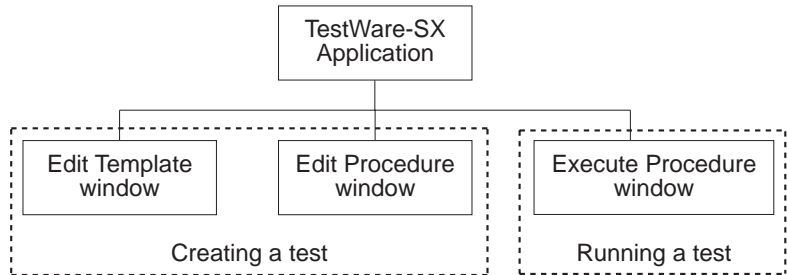 TestWare-SX
Application
Edit Template
window
Edit Procedure
window
Execute Procedure
window
Creating a test
Running a test